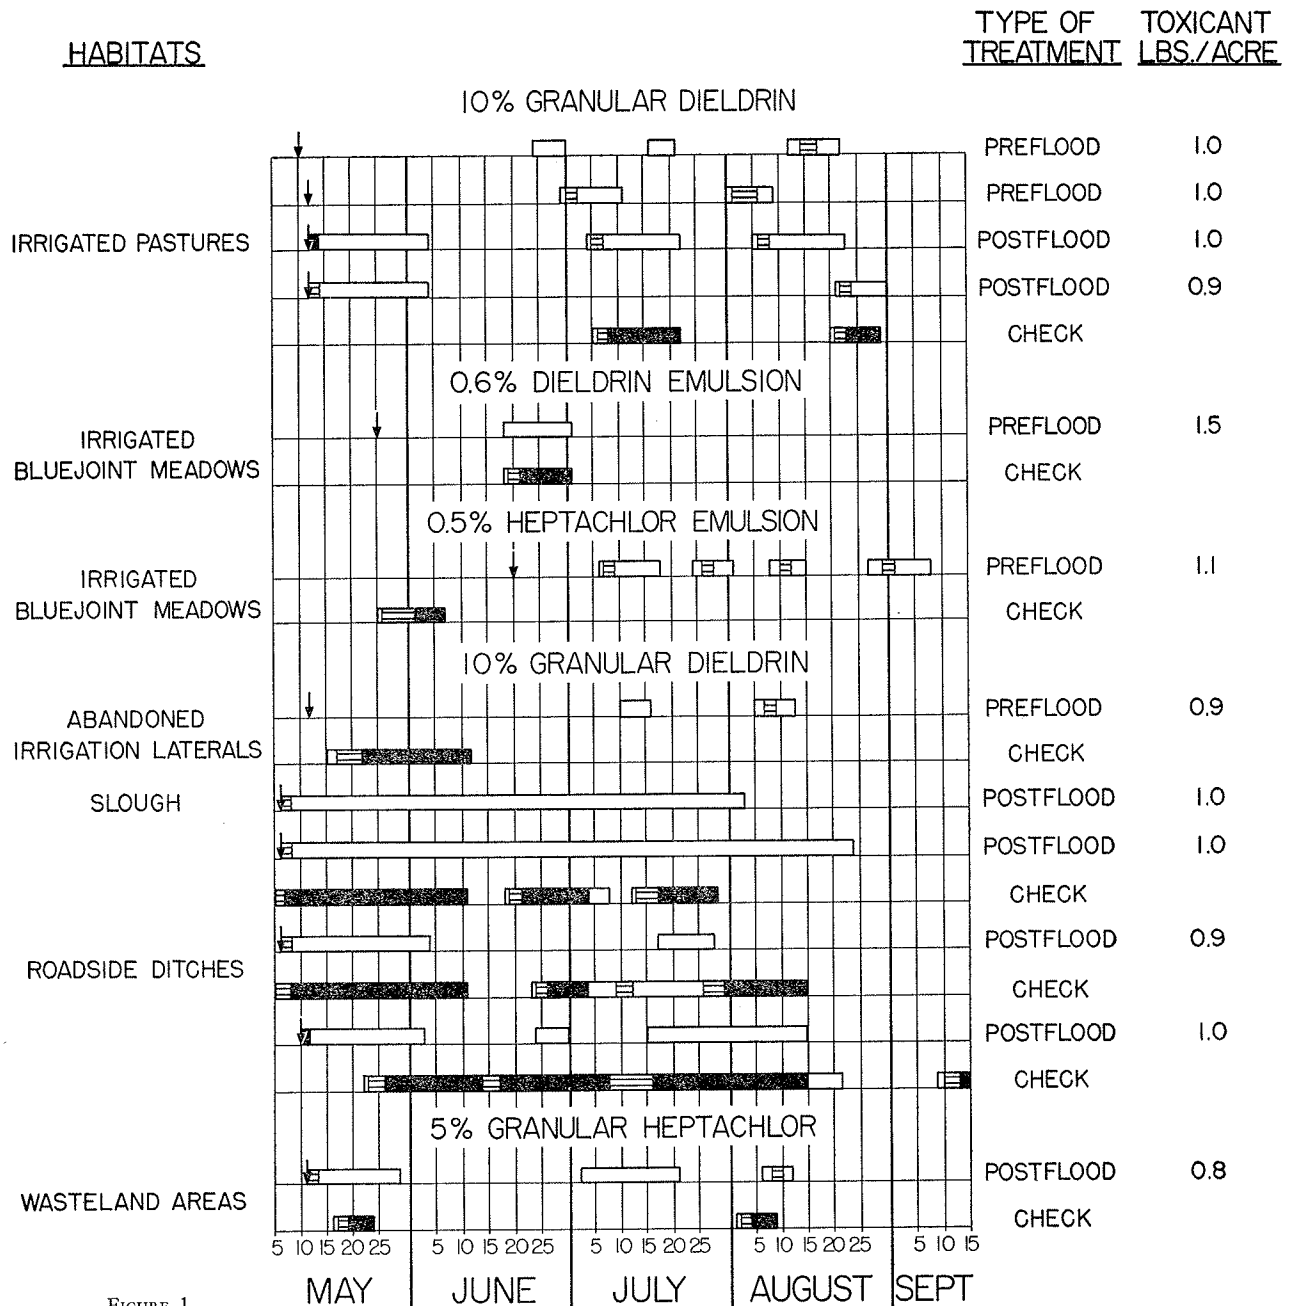 HABITATS
TYPE OF TREATMENT
TOXICANT LBS./ACRE
10% GRANULAR DIELDRIN
PREFLOOD 1.0
PREFLOOD 1.0
IRRIGATED PASTURES POSTFLOOD 1.0
POSTFLOOD 0.9
CHECK
0.6% DIELDRIN EMULSION
IRRIGATED PREFLOOD 1.5
BLUEJOINT MEADOWS CHECK
0.5% HEPTACHLOR EMULSION
IRRIGATED PREFLOOD 1.1
BLUEJOINT MEADOWS CHECK
10% GRANULAR DIELDRIN
ABANDONED PREFLOOD 0.9
IRRIGATION LATERALS CHECK
SLOUGH POSTFLOOD 1.0
POSTFLOOD 1.0
CHECK
POSTFLOOD 0.9
ROADSIDE DITCHES CHECK
POSTFLOOD 1.0
CHECK
5% GRANULAR HEPTACHLOR
POSTFLOOD 0.8
WASTELAND AREAS CHECK
5 10 15 20 25 5 10 15 20 25 5 10 15 20 25 5 10 15 20 25 5 10 15
MAY JUNE JULY AUGUST SEPT
FIGURE 1